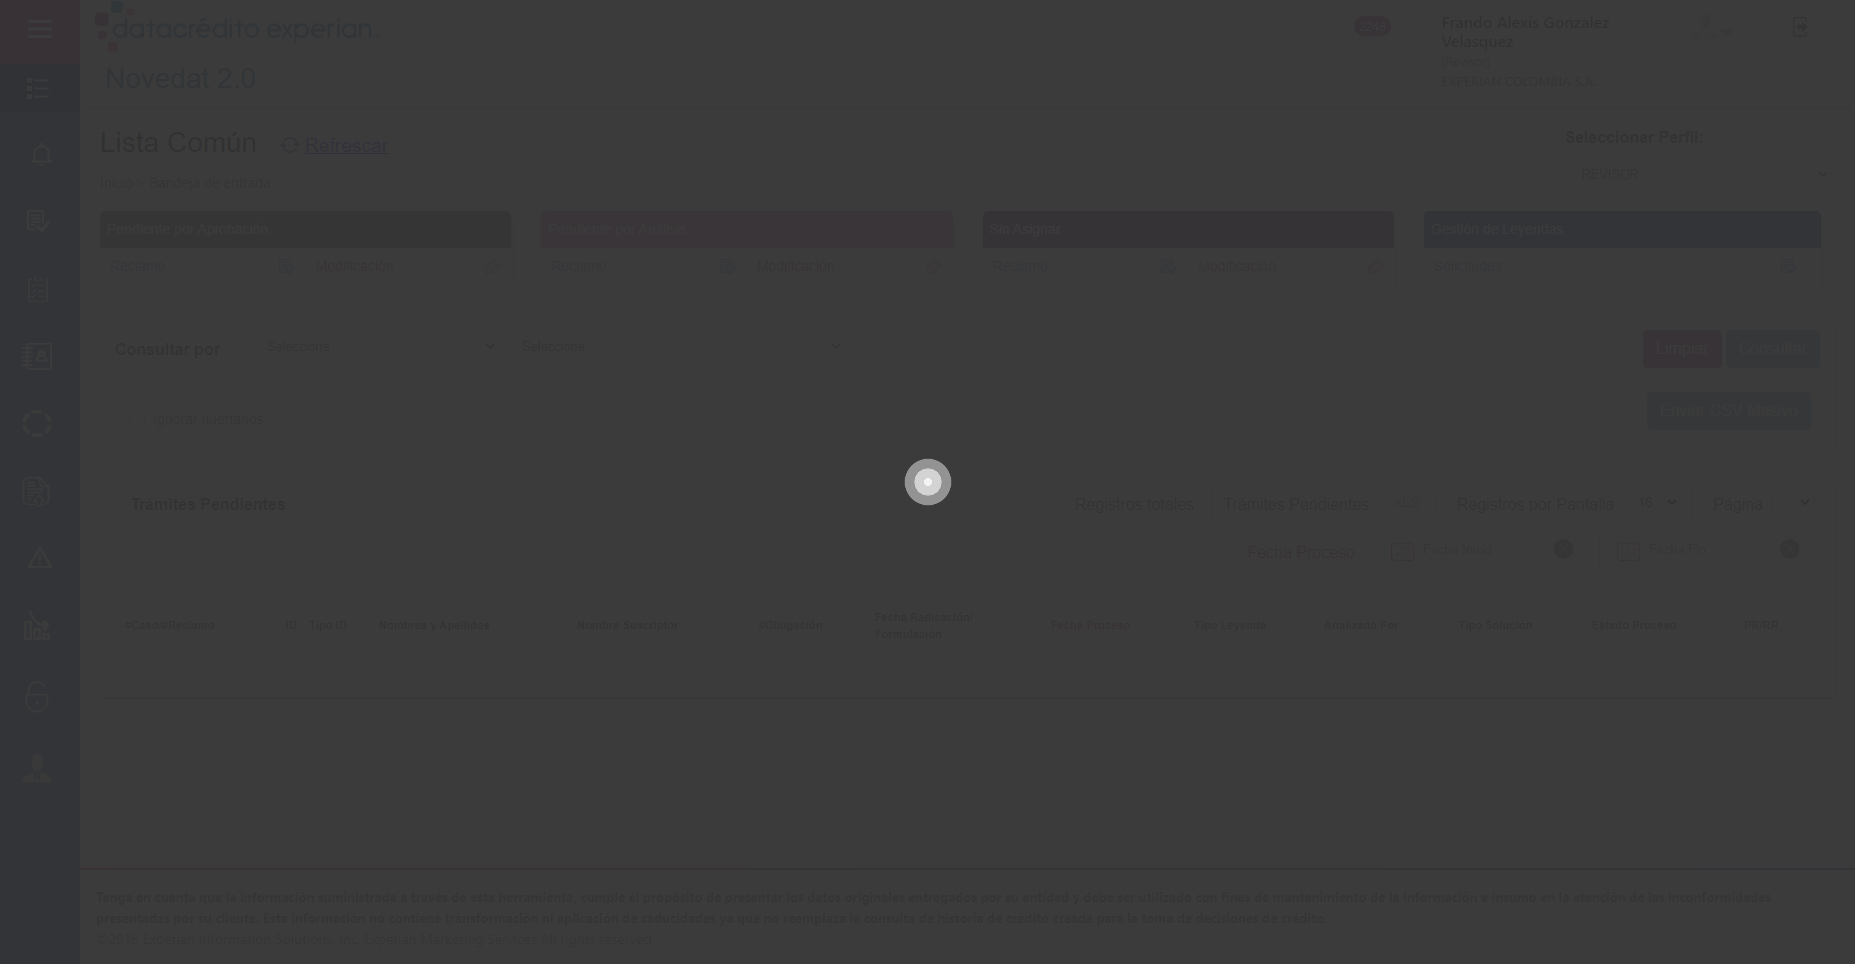 datacrédito experian.
Frando Alexis Gonzalez
Velasquez
(Revisor)
EXPERIAN COLOMBIA S.A.
Novedat 2.0
Lista Común
Refrescar
Seleccionar Perfil:
Inicio > Bandeja de entrada
REVISOR
Pendiente por Aprobación
Pendiente por Análisis
Sin Asignar
Gestión de Leyendas
Reclamo Modificación
Reclamo Modificación
Reclamo Modificación
Solicitudes
Consultar por
Seleccione
Seleccione
Limpiar
Consultar
Ignorar huérfanos
Enviar CSV Masivo
Trámites Pendientes
Registros totales
Trámites Pendientes
Registros por Pantalla
16
Página
Fecha Proceso
Fecha Inicio
Fecha Fin
#Caso/#Reclamo
ID
Tipo ID
Nombres y Apellidos
Nombre Suscriptor
#Obligación
Fecha Radicación/
Formulación
Fecha Proceso
Tipo Leyenda
Analizado Por
Tipo Solución
Estado Proceso
Tenga en cuenta que la información suministrada a través de esta herramienta, cumple el propósito de presentar los datos originales entregados por su entidad y debe ser utilizado con fines de mantenimiento de la información e insumo en la atención de las inconformidades
presentadas por su cliente. Esta información no contiene transformación ni aplicación de caducidades ya que no reemplaza la consulta de historia de crédito creada para la toma de decisiones de crédito.
Experian Information Solutions, Inc. Experian Marketing Services All rights reserved